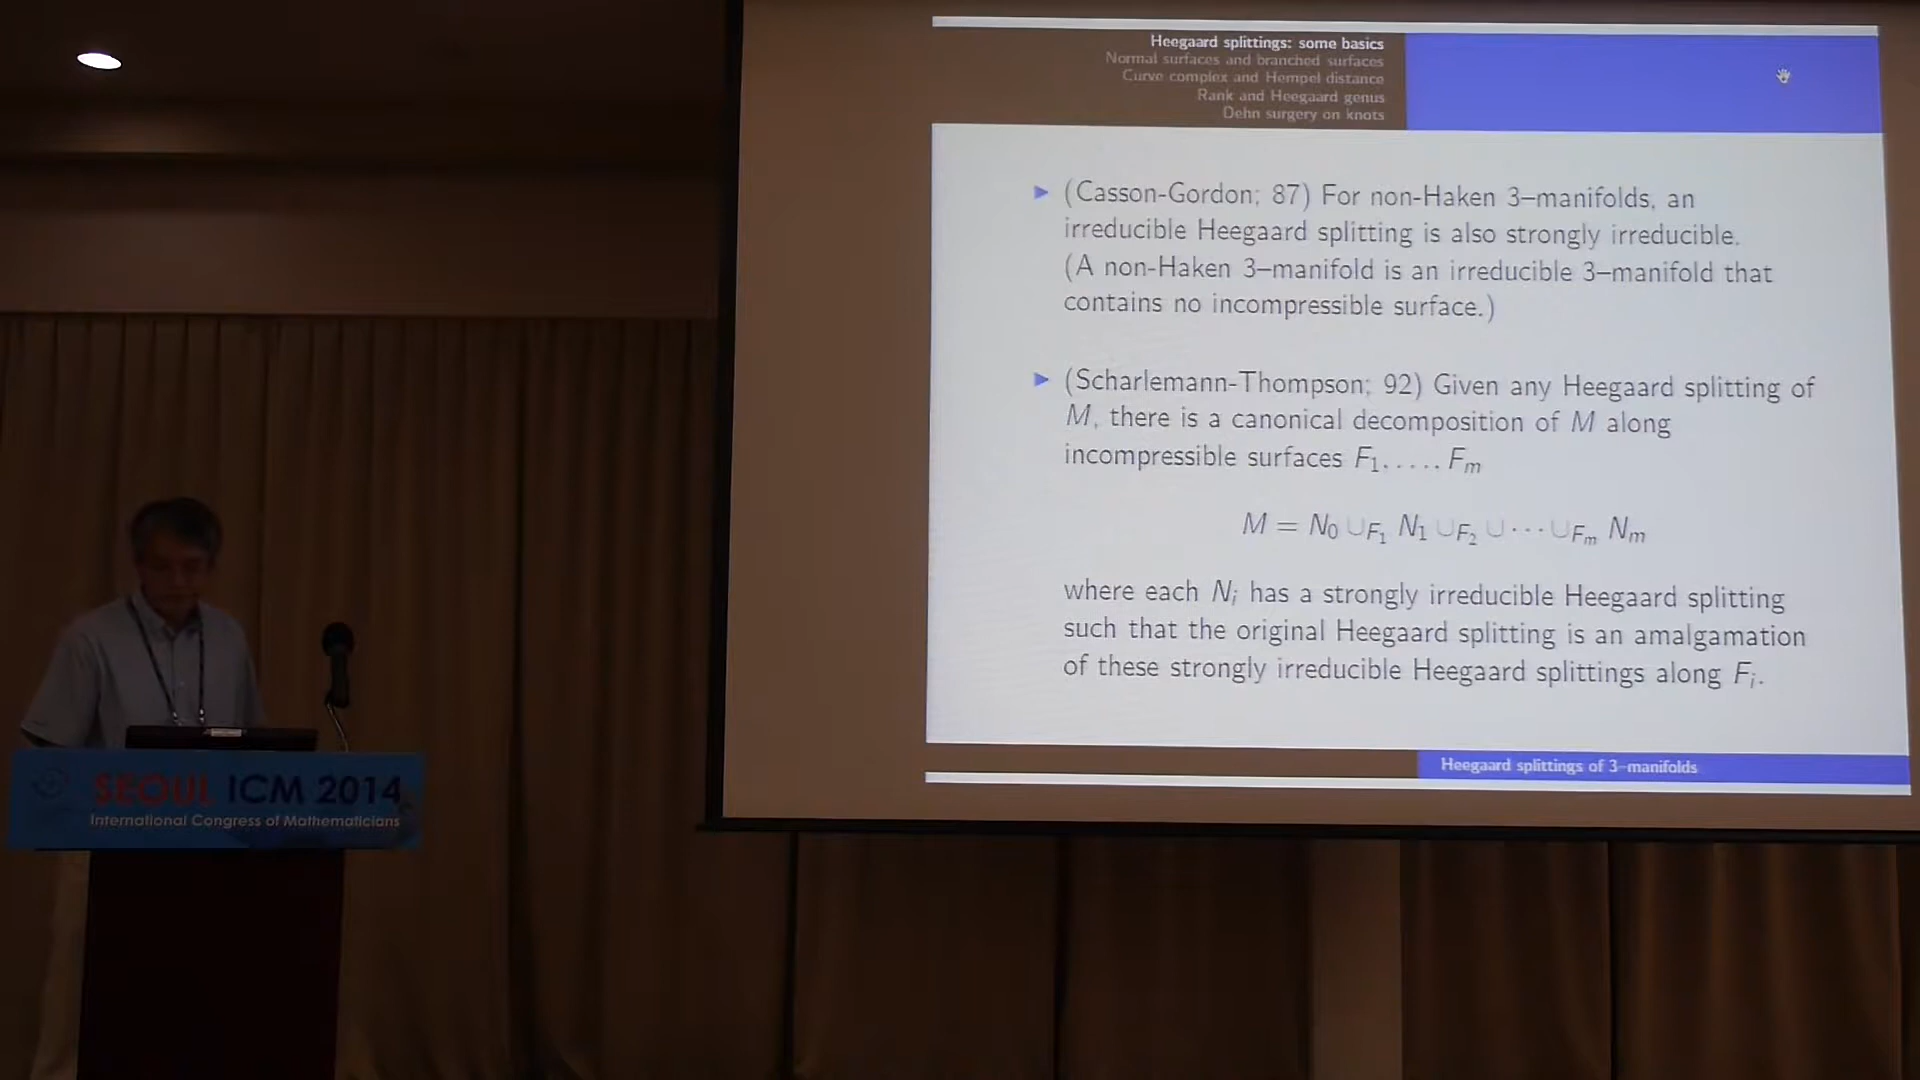 Heegaard splittings: some basics
Normal surfaces and branched surfaces
Curve complex and Hempel distance
Rank and Heegaard genus
Dehn surgery on knots
(Casson-Gordon; 87) For non-Haken 3–manifolds, an
irreducible Heegaard splitting is also strongly irreducible.
(A non-Haken 3–manifold is an irreducible 3–manifold that
contains no incompressible surface.)
(Scharlemann-Thompson; 92) Given any Heegaard splitting of
M, there is a canonical decomposition of M along
incompressible surfaces F₁, . . . , Fₘ
M = N₀ ∪_F₁ N₁ ∪_F₂ ∪ ··· ∪_Fₘ Nₘ
where each Nᵢ has a strongly irreducible Heegaard splitting
such that the original Heegaard splitting is an amalgamation
of these strongly irreducible Heegaard splittings along Fᵢ.
Heegaard splittings of 3–manifolds
SEOUL ICM 2014
International Congress of Mathematicians